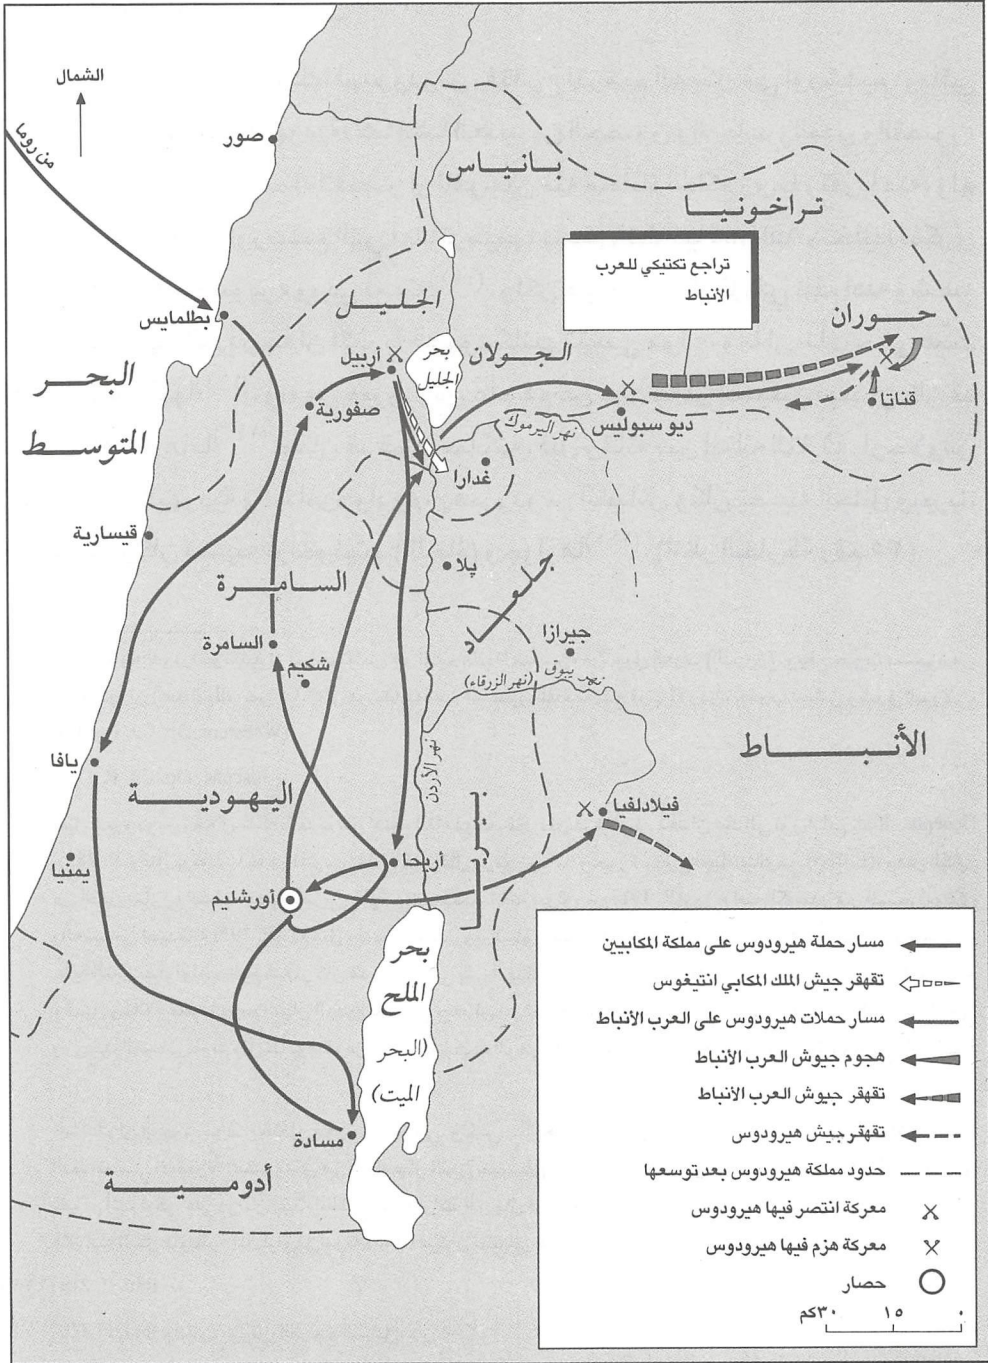 الشمال
من روما
صور
بانياس
تراخونيا
تراجع تكتيكي للعرب
الأنباط
بطلمايس
الجليل
حوران
أربيل
بحر
الجليل
الجولان
البحر
المتوسط
صفورية
ديوسبوليس
قناتا
نهر اليرموك
غدارا
قيسارية
پلا
السامرة
جلاوود
السامرة
شكيم
جيرازا
نهر يبوق
(نهر الزرقاء)
الأنباط
يافا
نهر الأردن
اليهودية
فيلادلفيا
بيريا
يمنيا
أريحا
أورشليم
بحر
الملح
(البحر
الميت)
مسادة
أدومية
مسار حملة هيرودوس على مملكة المكابيين
تقهقر جيش الملك المكابي انتيغوس
مسار حملات هيرودوس على العرب الأنباط
هجوم جيوش العرب الأنباط
تقهقر جيوش العرب الأنباط
تقهقر جيش هيرودوس
حدود مملكة هيرودوس بعد توسعها
معركة انتصر فيها هيرودوس
معركة هزم فيها هيرودوس
حصار
٠ ١٥ ٣٠كم